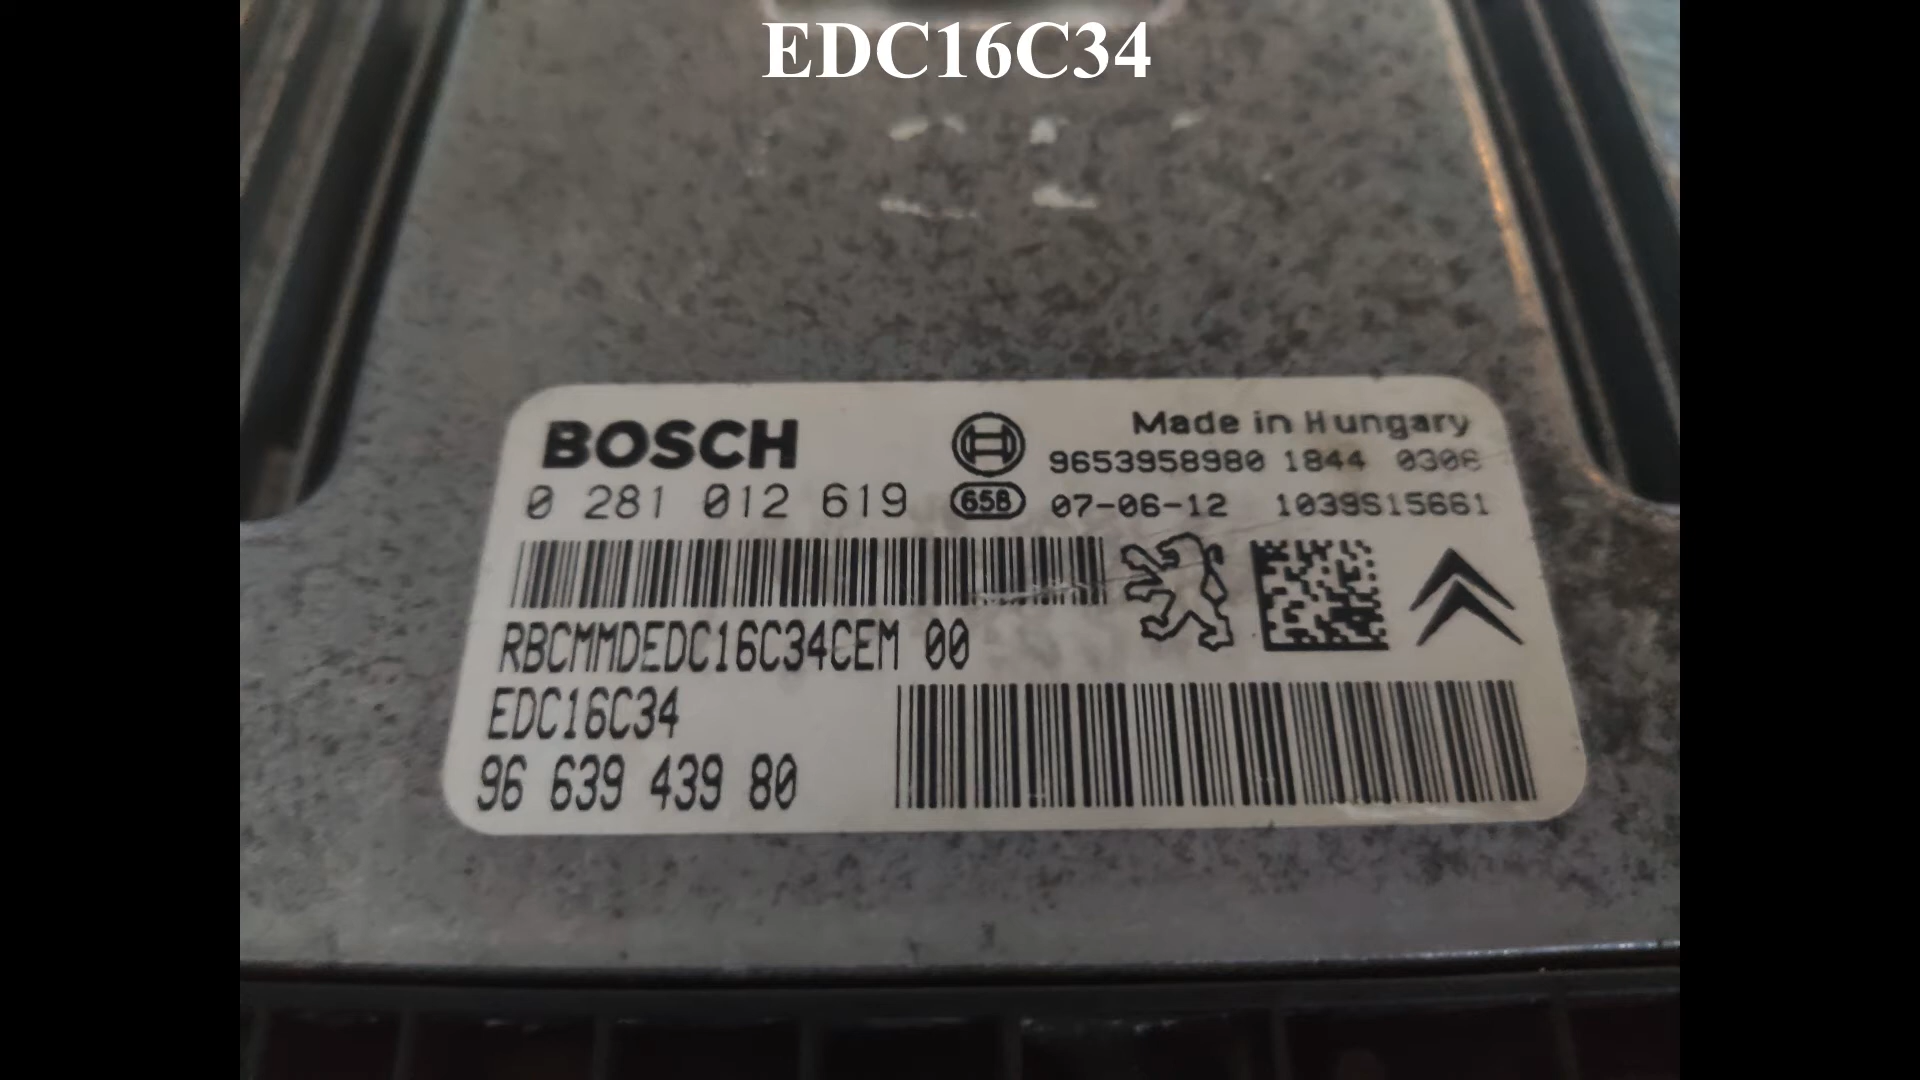 EDC16C34
BOSCH
Made in Hungary
9653958980 1844 0306
0 281 012 619
65B
07-06-12 1039S15661
RBCMMDEDC16C34CEM 00
EDC16C34
96 639 439 80